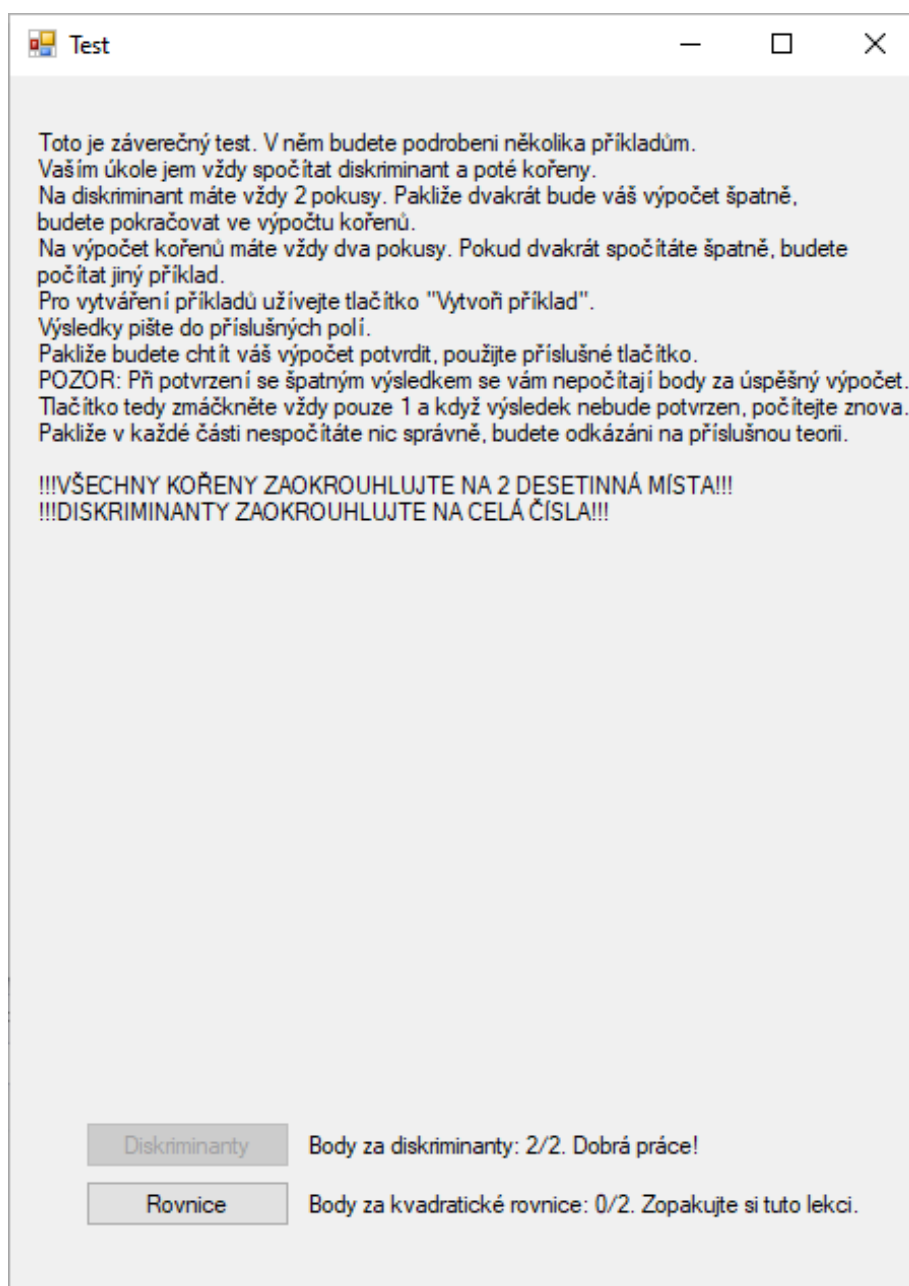 Test
Toto je záverečný test. V něm budete podrobeni několika příkladům.
Vaším úkole jem vždy spočítat diskriminant a poté kořeny.
Na diskriminant máte vždy 2 pokusy. Pakliže dvakrát bude váš výpočet špatně,
budete pokračovat ve výpočtu kořenů.
Na výpočet kořenů máte vždy dva pokusy. Pokud dvakrát spočítáte špatně, budete
počítat jiný příklad.
Pro vytváření příkladů užívejte tlačítko "Vytvoři příklad".
Výsledky pište do příslušných polí.
Pakliže budete chtít váš výpočet potvrdit, použijte příslušné tlačítko.
POZOR: Při potvrzení se špatným výsledkem se vám nepočítají body za úspěšný výpočet.
Tlačítko tedy zmáčkněte vždy pouze 1 a když výsledek nebude potvrzen, počítejte znova.
Pakliže v každé části nespočítáte nic správně, budete odkázáni na příslušnou teorii.
!!!VŠECHNY KOŘENY ZAOKROUHLUJTE NA 2 DESETINNÁ MÍSTA!!!
!!!DISKRIMINANTY ZAOKROUHLUJTE NA CELÁ ČÍSLA!!!
Diskriminanty Body za diskriminanty: 2/2. Dobrá práce!
Rovnice Body za kvadratické rovnice: 0/2. Zopakujte si tuto lekci.